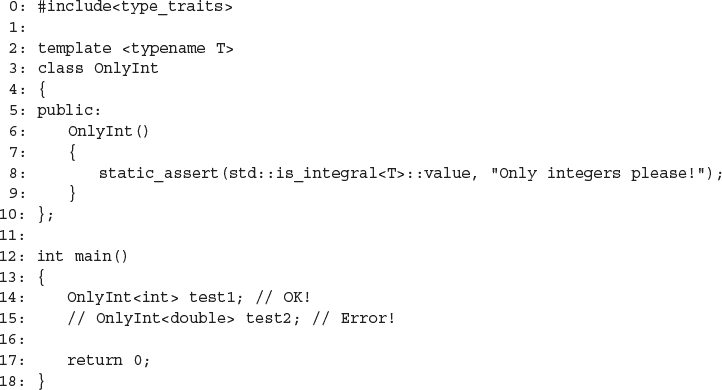 0: #include<type_traits>
1:
2: template <typename T>
3: class OnlyInt
4: {
5: public:
6:    OnlyInt()
7:    {
8:       static_assert(std::is_integral<T>::value, "Only integers please!");
9:    }
10: };
11:
12: int main()
13: {
14:    OnlyInt<int> test1; // OK!
15:    // OnlyInt<double> test2; // Error!
16:
17:    return 0;
18: }